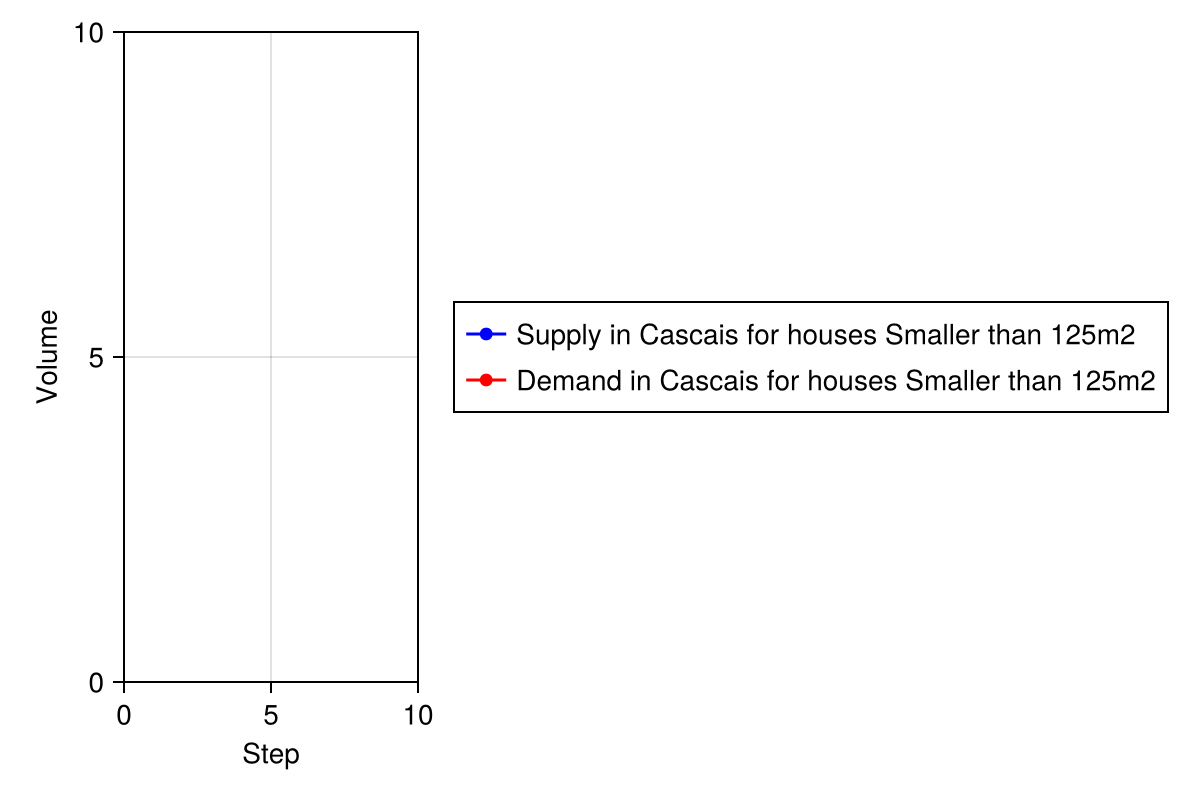 10
5
0
Volume
0 5 10
Step
Supply in Cascais for houses Smaller than 125m2
Demand in Cascais for houses Smaller than 125m2